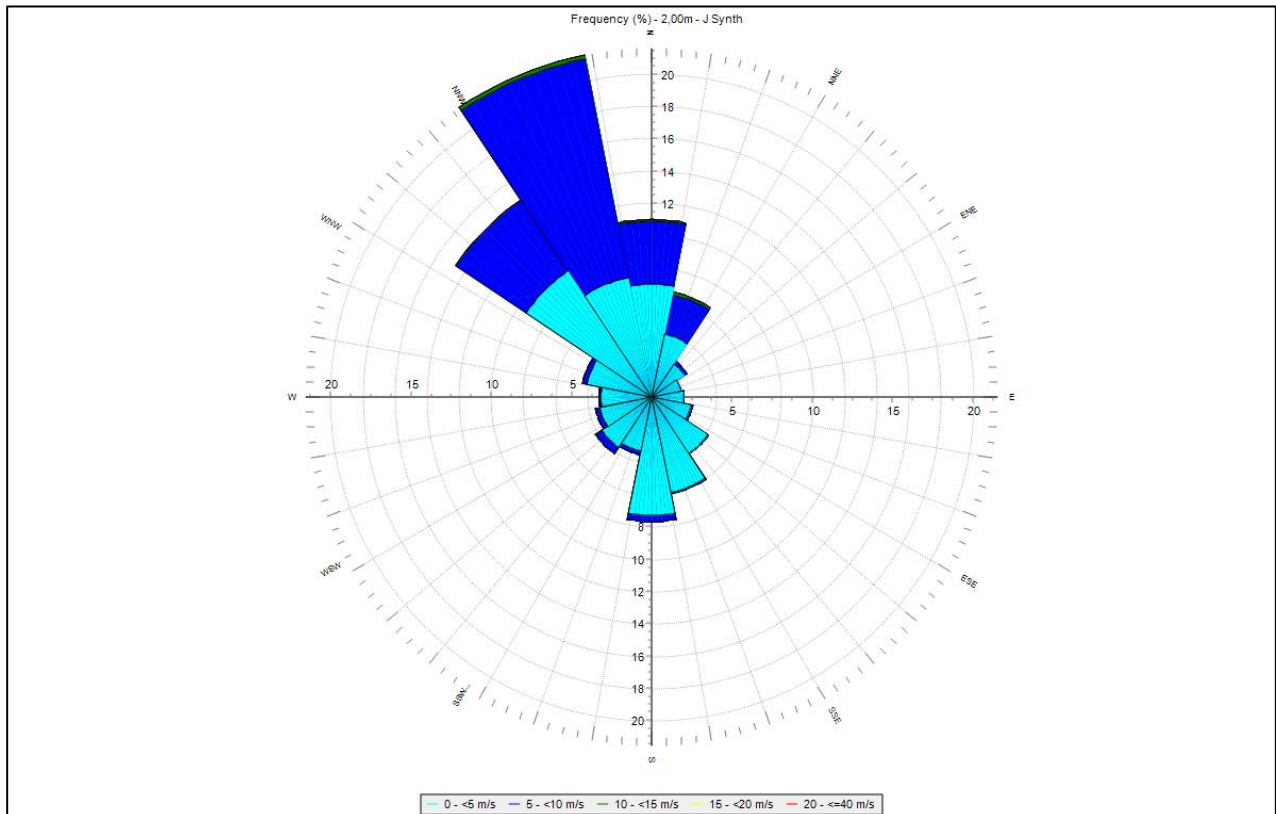 Frequency (%) - 2,00m - J Synth
N
NNW
NNE
20
18
16
14
12
WNW
ENE
W
20
15
10
5
5
10
15
20
E
8
10
12
14
16
18
20
WSW
ESE
SSW
SSE
S
0 - <5 m/s
5 - <10 m/s
10 - <15 m/s
15 - <20 m/s
20 - <=40 m/s